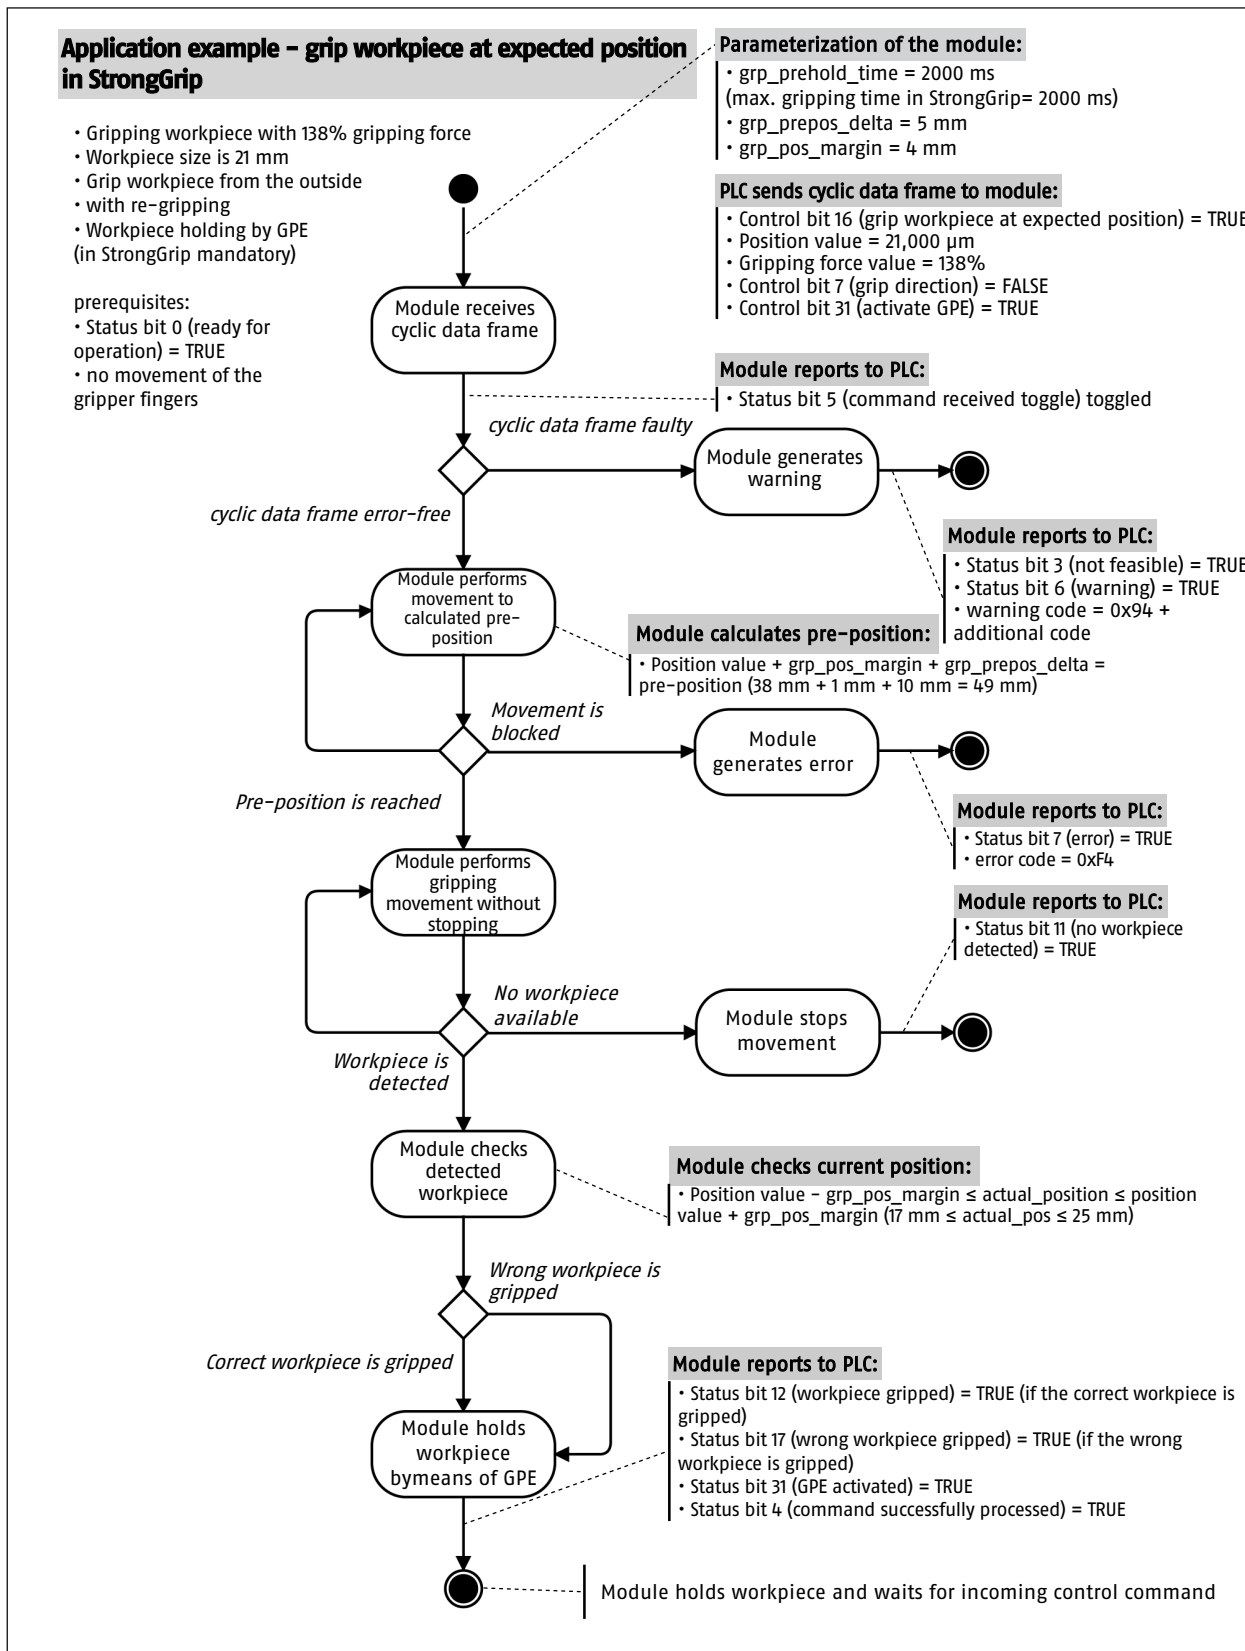 Application example – grip workpiece at expected position
in StrongGrip
• Gripping workpiece with 138% gripping force
• Workpiece size is 21 mm
• Grip workpiece from the outside
• with re-gripping
• Workpiece holding by GPE
(in StrongGrip mandatory)
prerequisites:
• Status bit 0 (ready for
operation) = TRUE
• no movement of the
gripper fingers
Parameterization of the module:
• grp_prehold_time = 2000 ms
(max. gripping time in StrongGrip= 2000 ms)
• grp_prepos_delta = 5 mm
• grp_pos_margin = 4 mm
PLC sends cyclic data frame to module:
• Control bit 16 (grip workpiece at expected position) = TRUE
• Position value = 21,000 µm
• Gripping force value = 138%
• Control bit 7 (grip direction) = FALSE
• Control bit 31 (activate GPE) = TRUE
Module receives
cyclic data frame
Module reports to PLC:
• Status bit 5 (command received toggle) toggled
cyclic data frame faulty
Module generates
warning
cyclic data frame error-free
Module reports to PLC:
• Status bit 3 (not feasible) = TRUE
• Status bit 6 (warning) = TRUE
• warning code = 0x94 +
additional code
Module performs
movement to
calculated pre-
position
Module calculates pre-position:
• Position value + grp_pos_margin + grp_prepos_delta =
pre-position (38 mm + 1 mm + 10 mm = 49 mm)
Movement is
blocked
Module
generates error
Pre-position is reached
Module reports to PLC:
• Status bit 7 (error) = TRUE
• error code = 0xF4
Module performs
gripping
movement without
stopping
Module reports to PLC:
• Status bit 11 (no workpiece
detected) = TRUE
No workpiece
available
Module stops
movement
Workpiece is
detected
Module checks
detected
workpiece
Module checks current position:
• Position value – grp_pos_margin ≤ actual_position ≤ position
value + grp_pos_margin (17 mm ≤ actual_pos ≤ 25 mm)
Wrong workpiece is
gripped
Correct workpiece is gripped
Module holds
workpiece
bymeans of GPE
Module reports to PLC:
• Status bit 12 (workpiece gripped) = TRUE (if the correct workpiece is
gripped)
• Status bit 17 (wrong workpiece gripped) = TRUE (if the wrong
workpiece is gripped)
• Status bit 31 (GPE activated) = TRUE
• Status bit 4 (command successfully processed) = TRUE
Module holds workpiece and waits for incoming control command